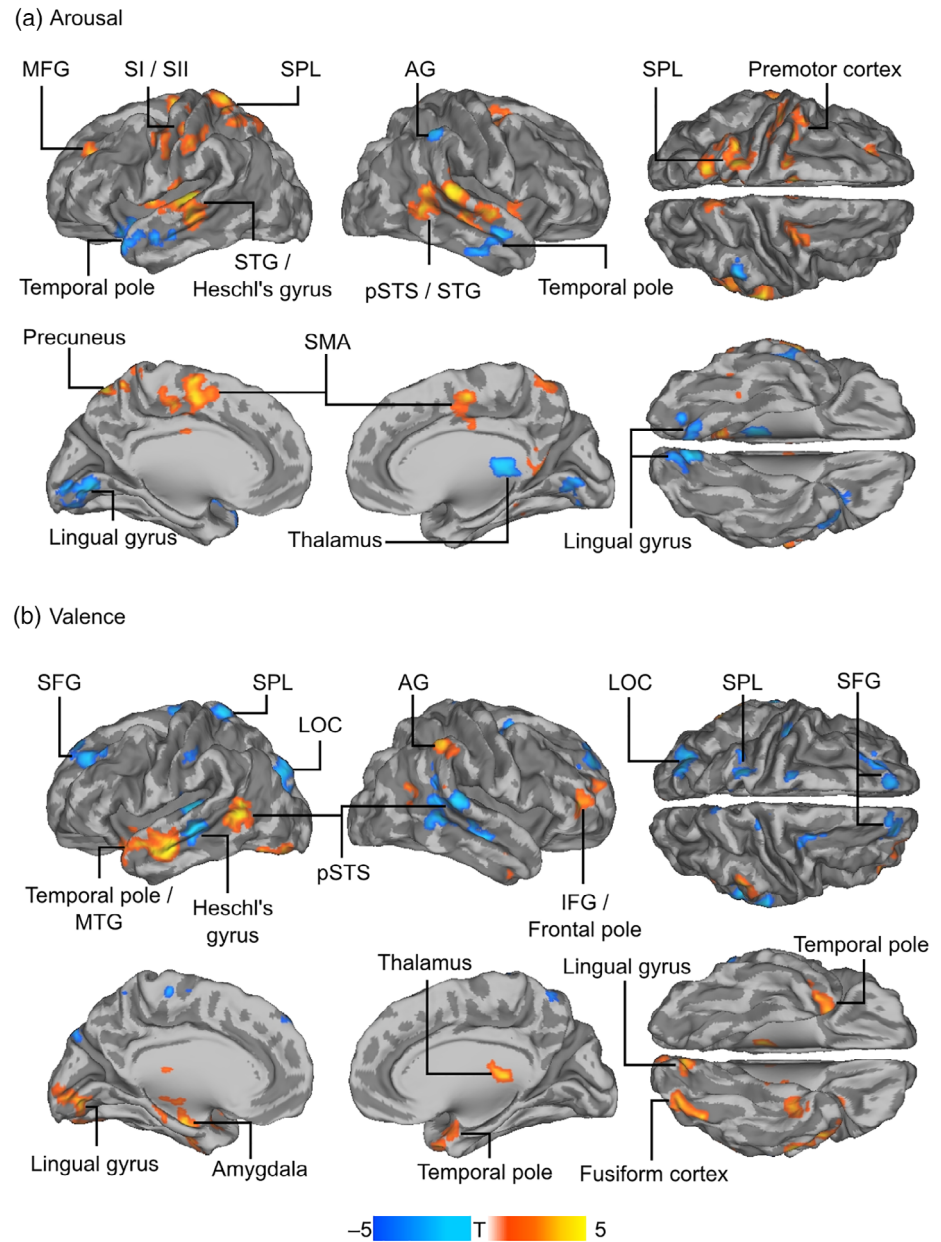 (a) Arousal
MFG
SI / SII
SPL
AG
SPL
Premotor cortex
Temporal pole
STG /
Heschl's gyrus
pSTS / STG
Temporal pole
Precuneus
SMA
Lingual gyrus
Thalamus
Lingual gyrus
(b) Valence
SFG
SPL
LOC
AG
LOC
SPL
SFG
Temporal pole /
MTG
Heschl's
gyrus
pSTS
IFG /
Frontal pole
Thalamus
Lingual gyrus
Temporal pole
Lingual gyrus
Amygdala
Temporal pole
Fusiform cortex
–5 T 5